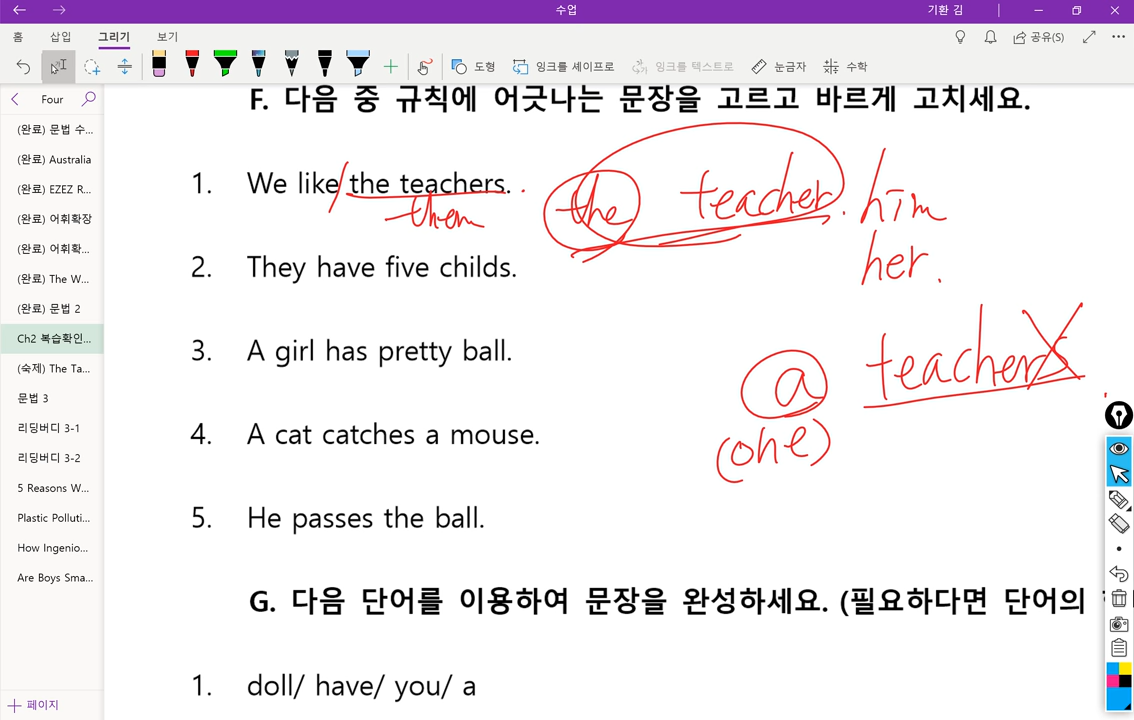 수업
기환 김
홈 삽입 그리기 보기
공유(S)
도형 잉크를 셰이프로 잉크를 텍스트로 눈금자 수학
Four
(완료) 문법 수...
(완료) Australia
(완료) EZEZ R...
(완료) 어휘확장
(완료) 어휘확...
(완료) The W...
(완료) 문법 2
Ch2 복습확인...
(숙제) The Ta...
문법 3
리딩버디 3-1
리딩버디 3-2
5 Reasons W...
Plastic Polluti...
How Ingenio...
Are Boys Sma...
페이지
F. 다음 중 규칙에 어긋나는 문장을 고르고 바르게 고치세요.
1. We like the teachers.
them
the teacher.
him
her.
2. They have five childs.
3. A girl has pretty ball.
a teachers
(one)
4. A cat catches a mouse.
5. He passes the ball.
G. 다음 단어를 이용하여 문장을 완성하세요. (필요하다면 단어의
1. doll/ have/ you/ a